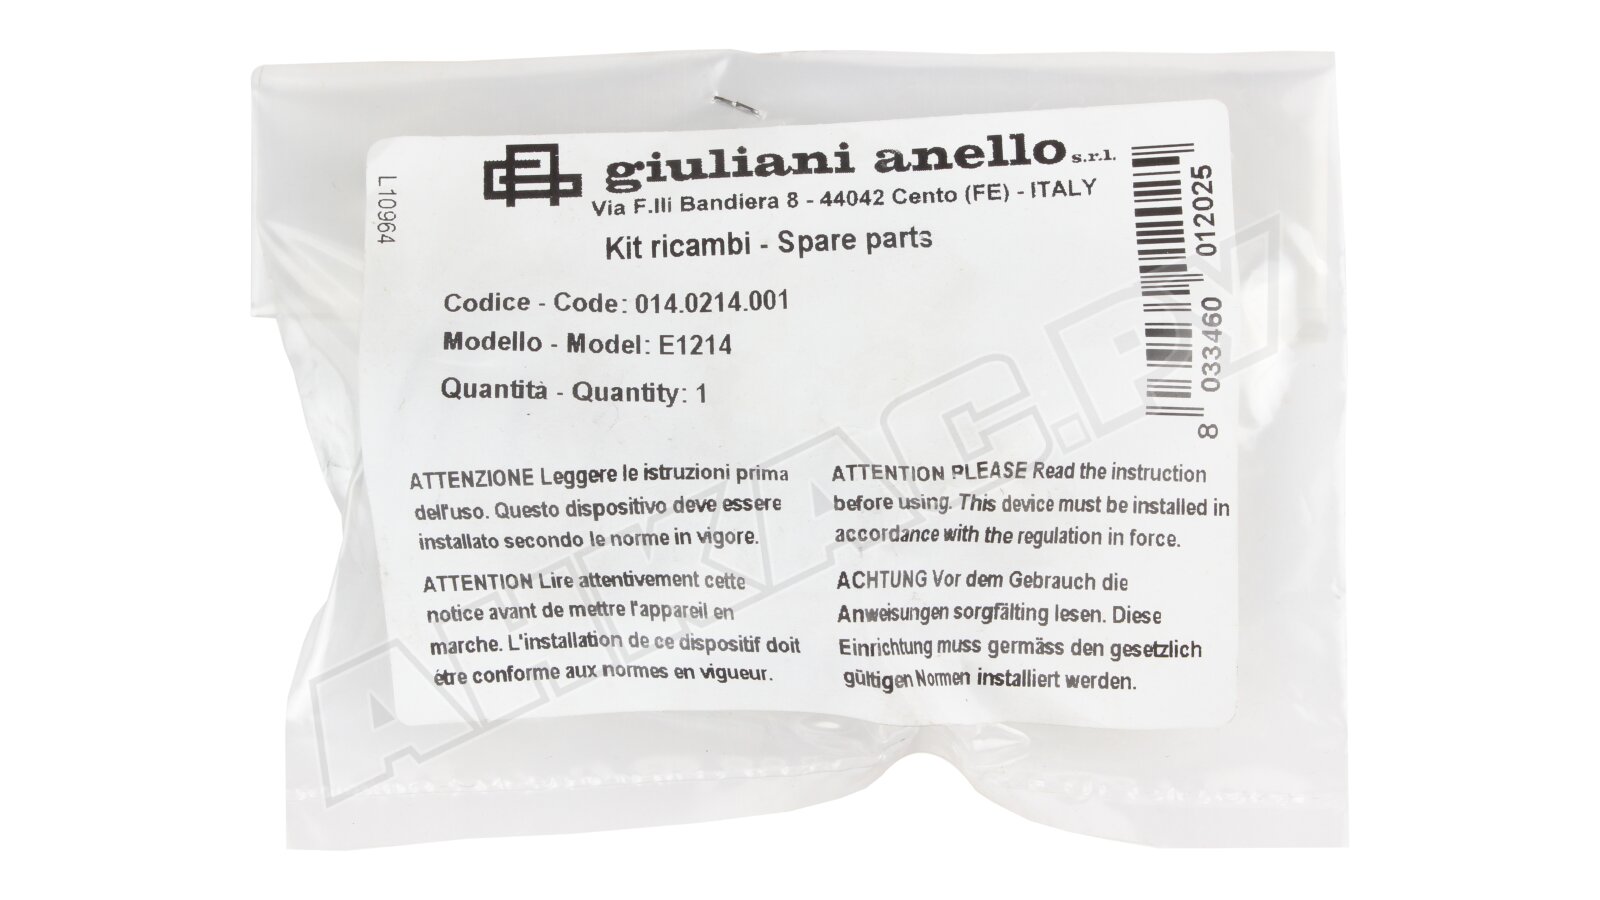 giuliani anello s.r.l.
Via F.lli Bandiera 8 - 44042 Cento (FE) - ITALY
Kit ricambi - Spare parts
L10964
Codice - Code: 014.0214.001
Modello - Model: E1214
Quantità - Quantity: 1
8 033460 012025
ATTENZIONE Leggere le istruzioni prima
dell'uso. Questo dispositivo deve essere
installato secondo le norme in vigore.
ATTENTION Lire attentivement cette
notice avant de mettre l'appareil en
marche. L'installation de ce dispositif doit
étre conforme aux normes en vigueur.
ATTENTION PLEASE Read the instruction
before using. This device must be installed in
accordance with the regulation in force.
ACHTUNG Vor dem Gebrauch die
Anweisungen sorgfälting lesen. Diese
Einrichtung muss germäss den gesetzlich
gültigen Normen installiert werden.
АНКАС.РУ